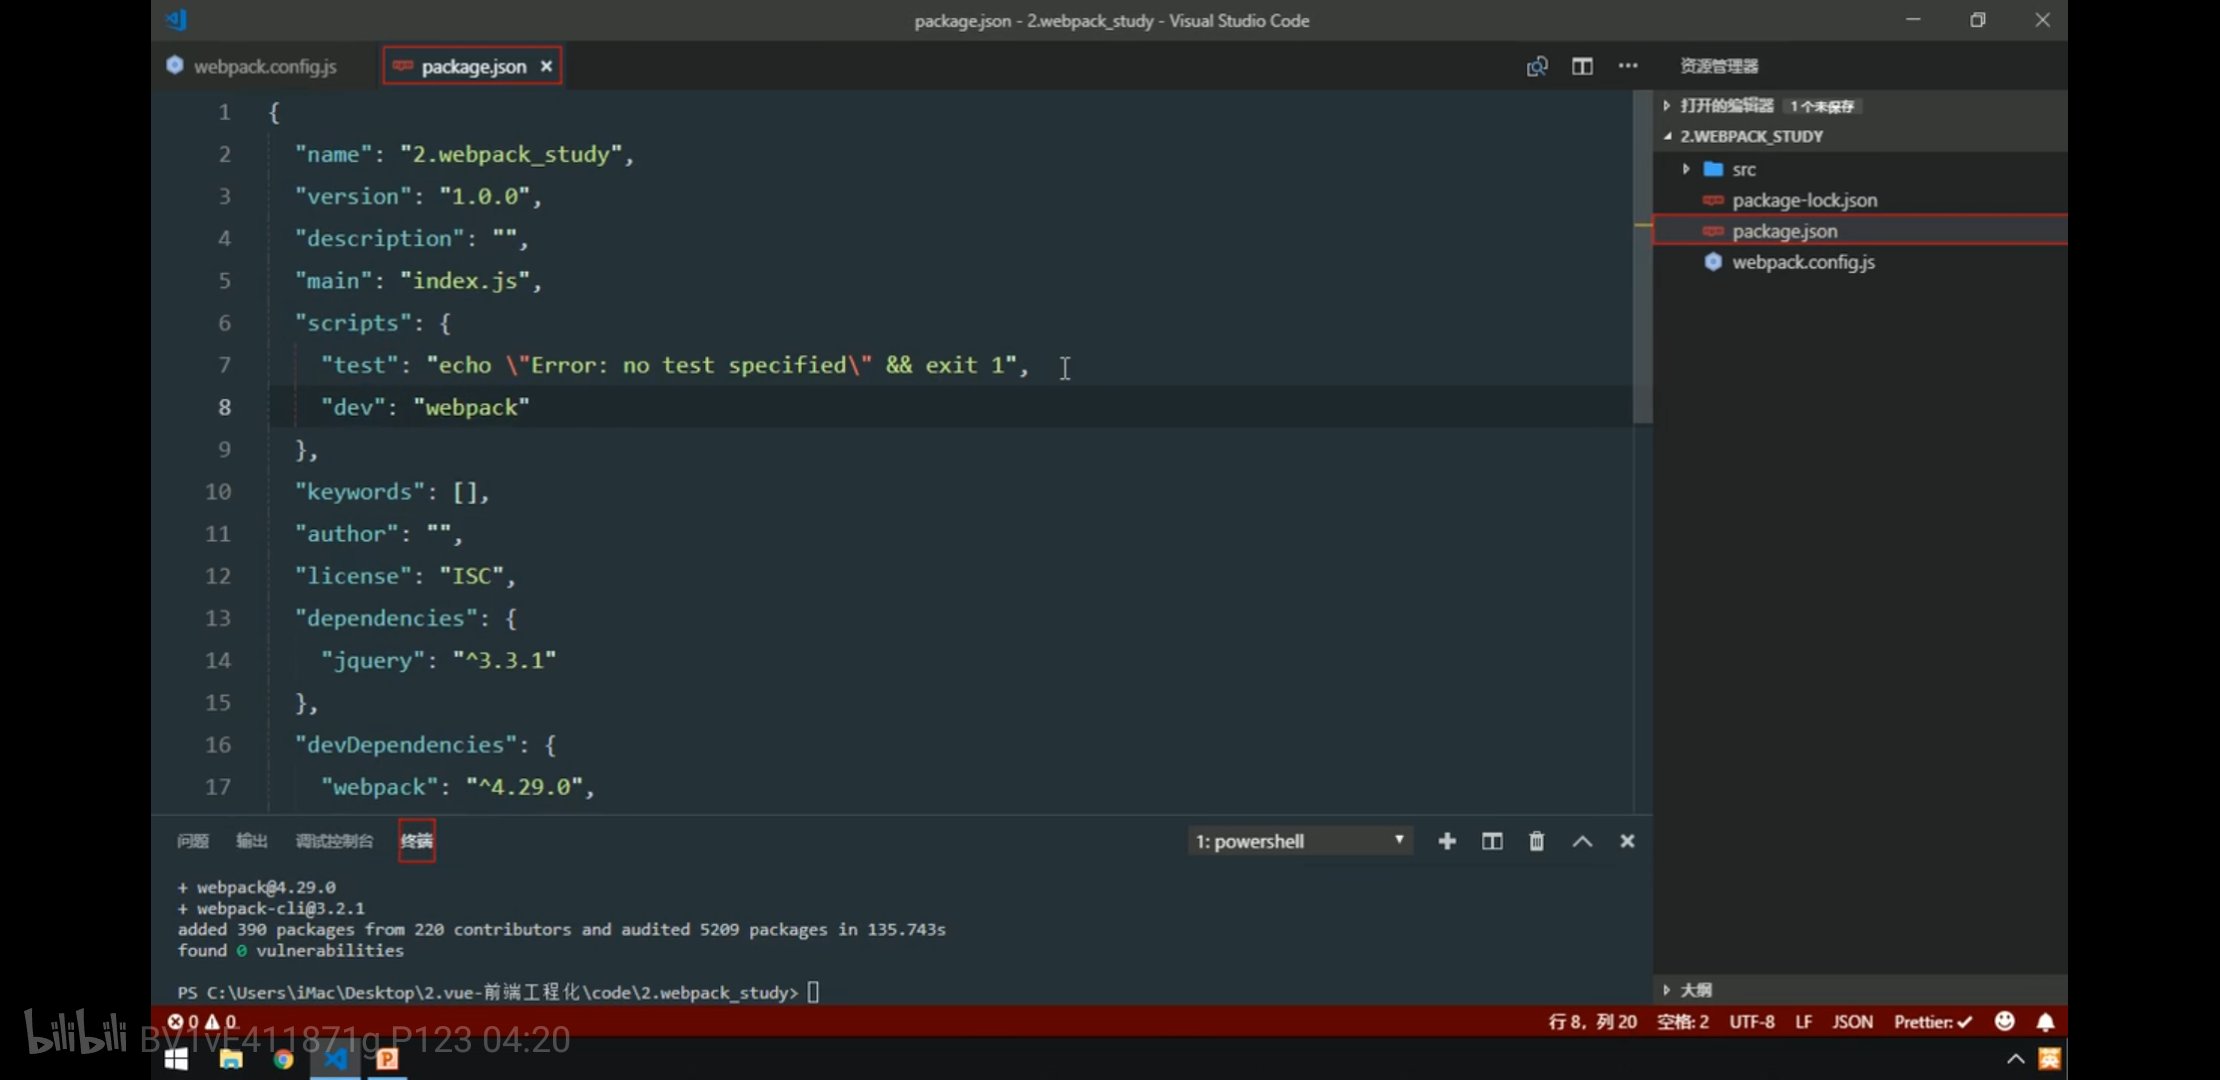 package.json - 2.webpack_study - Visual Studio Code
webpack.config.js
package.json
资源管理器
打开的编辑器 1个未保存
2.WEBPACK_STUDY
src
package-lock.json
package.json
webpack.config.js
1 {
2 "name": "2.webpack_study",
3 "version": "1.0.0",
4 "description": "",
5 "main": "index.js",
6 "scripts": {
7 "test": "echo \"Error: no test specified\" && exit 1",
8 "dev": "webpack"
9 },
10 "keywords": [],
11 "author": "",
12 "license": "ISC",
13 "dependencies": {
14 "jquery": "^3.3.1"
15 },
16 "devDependencies": {
17 "webpack": "^4.29.0",
问题 输出 调试控制台 终端
1: powershell
+ webpack@4.29.0
+ webpack-cli@3.2.1
added 390 packages from 220 contributors and audited 5209 packages in 135.743s
found 0 vulnerabilities
PS C:\Users\iMac\Desktop\2.vue-前端工程化\code\2.webpack_study>
大纲
0 0
行 8，列 20 空格: 2 UTF-8 LF JSON Prettier: ✓
bilibili BV1vE411871g P123 04:20
英